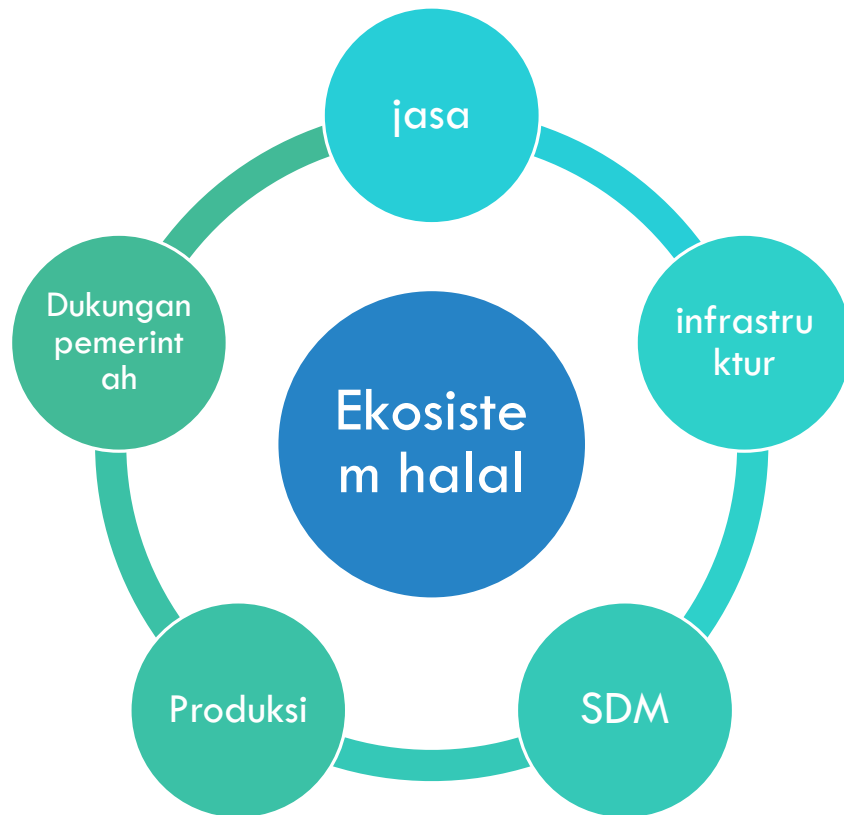 jasa
Dukungan
pemerint
ah
infrastru
ktur
Ekosiste
m halal
Produksi
SDM